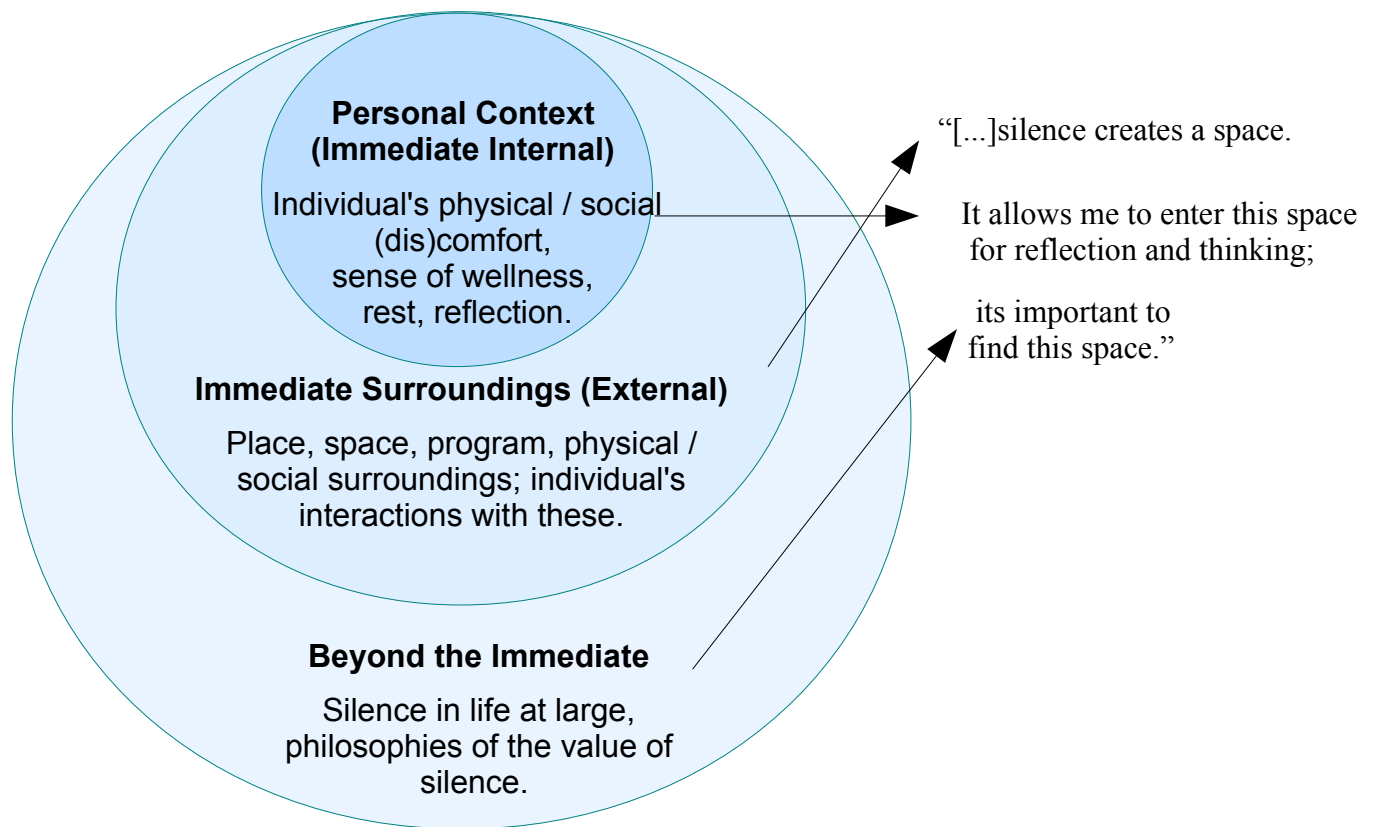 Personal Context
(Immediate Internal)
Individual's physical / social
(dis)comfort,
sense of wellness,
rest, reflection.
Immediate Surroundings (External)
Place, space, program, physical /
social surroundings; individual's
interactions with these.
Beyond the Immediate
Silence in life at large,
philosophies of the value of
silence.
“[...]silence creates a space.
It allows me to enter this space
for reflection and thinking;
its important to
find this space.”